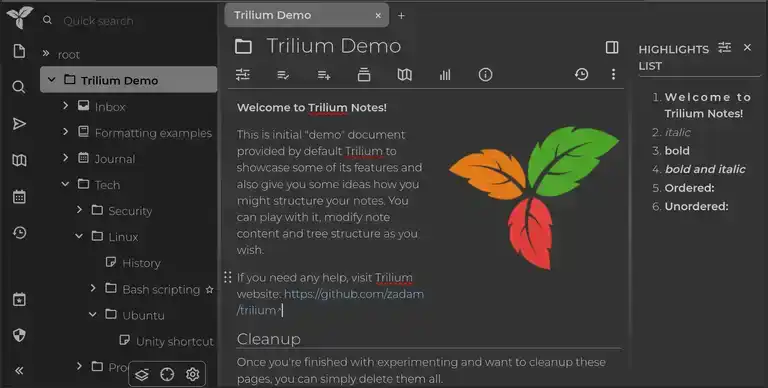 Quick search
root
Trilium Demo
Inbox
Formatting examples
Journal
Tech
Security
Linux
History
Bash scripting
Ubuntu
Unity shortcut
Trilium Demo
Trilium Demo
Welcome to Trilium Notes!
This is initial "demo" document
provided by default Trilium to
showcase some of its features and
also give you some ideas how you
might structure your notes. You
can play with it, modify note
content and tree structure as you
wish.
If you need any help, visit Trilium
website: https://github.com/zadam
/trilium
Cleanup
Once you're finished with experimenting and want to cleanup these
pages, you can simply delete them all.
HIGHLIGHTS
LIST
1. Welcome to
Trilium Notes!
2. italic
3. bold
4. bold and italic
5. Ordered:
6. Unordered: